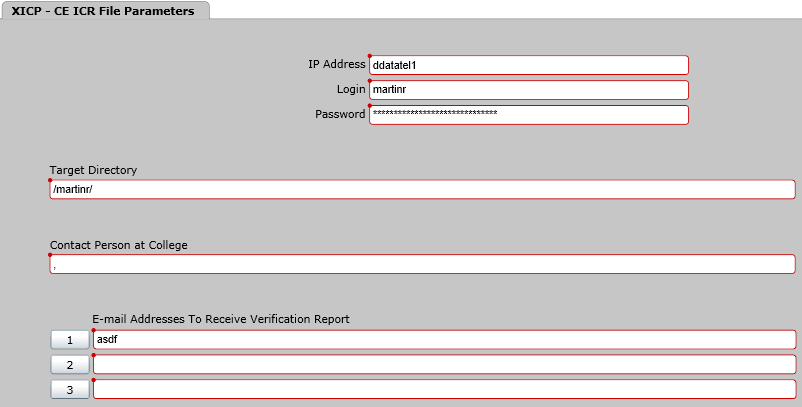 XICP - CE ICR File Parameters
IP Address ddatatel1
Login martinr
Password ******************************
Target Directory
/martinr/
Contact Person at College
,
E-mail Addresses To Receive Verification Report
1 asdf
2
3